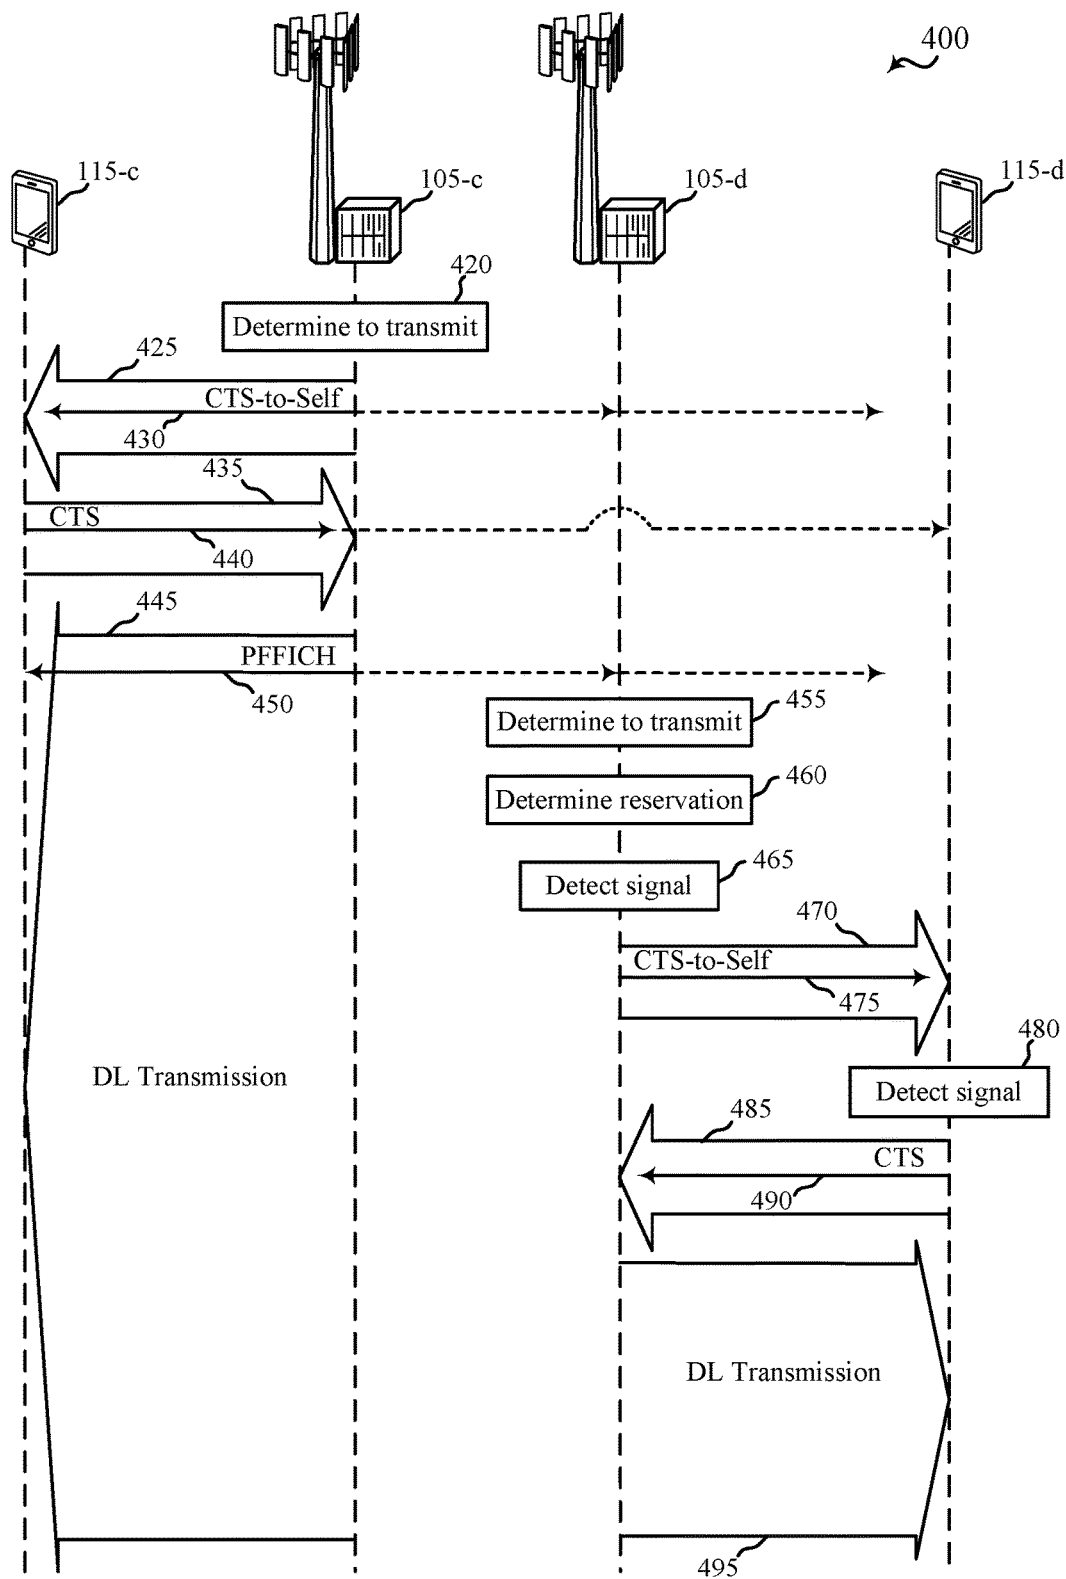 400
115-c
105-c
105-d
115-d
420
Determine to transmit
425
CTS-to-Self
430
435
CTS
440
445
PFFICH
450
455
Determine to transmit
460
Determine reservation
465
Detect signal
470
CTS-to-Self
475
480
DL Transmission
Detect signal
485
CTS
490
DL Transmission
495